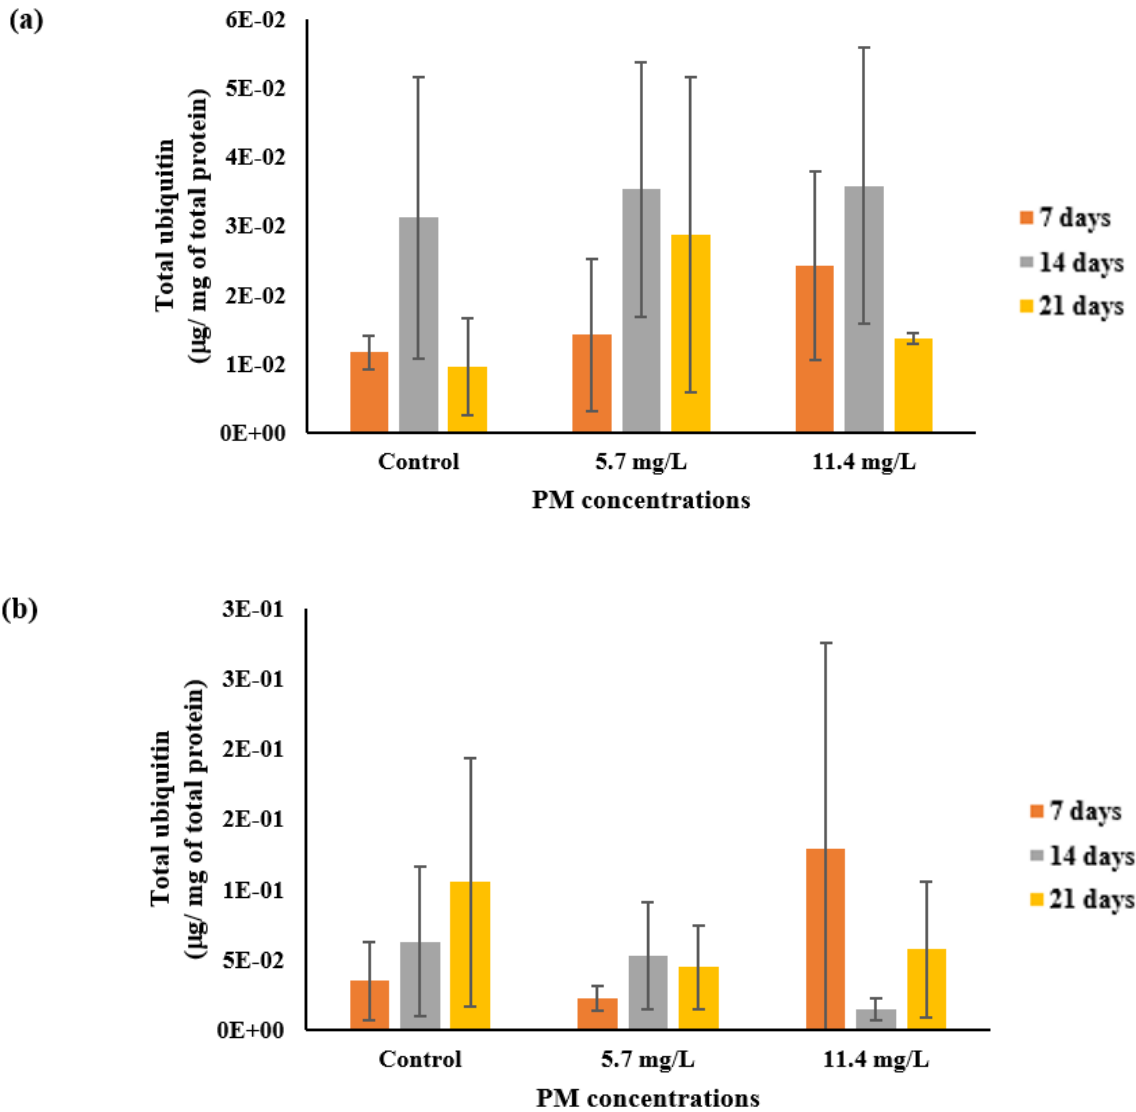 (a)
6E-02
5E-02
4E-02
3E-02
2E-02
1E-02
0E+00
Total ubiquitin
(µg/ mg of total protein)
Control
5.7 mg/L
11.4 mg/L
PM concentrations
7 days
14 days
21 days
(b)
3E-01
3E-01
2E-01
2E-01
1E-01
5E-02
0E+00
Total ubiquitin
(µg/ mg of total protein)
Control
5.7 mg/L
11.4 mg/L
PM concentrations
7 days
14 days
21 days